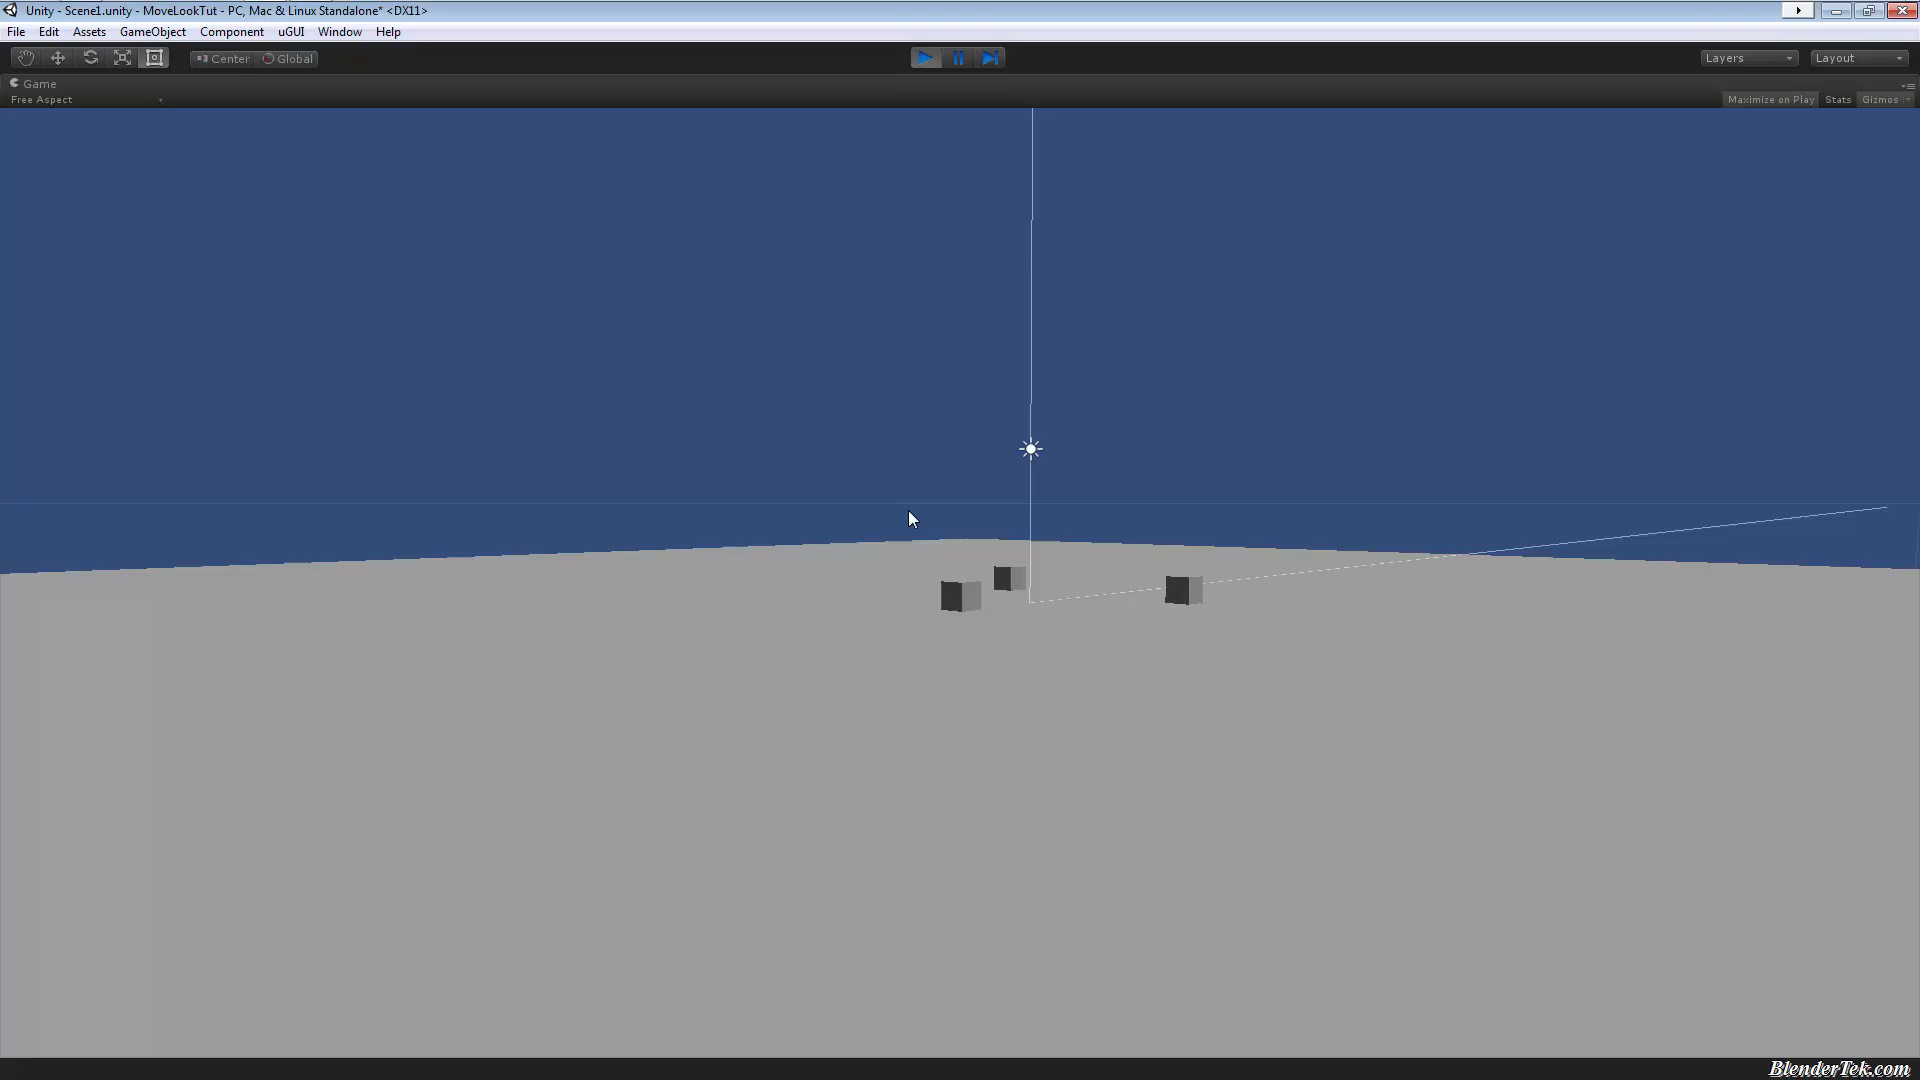 Unity - Scene1.unity - MoveLookTut - PC, Mac & Linux Standalone* <DX11>
File Edit Assets GameObject Component uGUI Window Help
Center Global Layers Layout
Game
Free Aspect Maximize on Play Stats Gizmos
BlenderTek.com